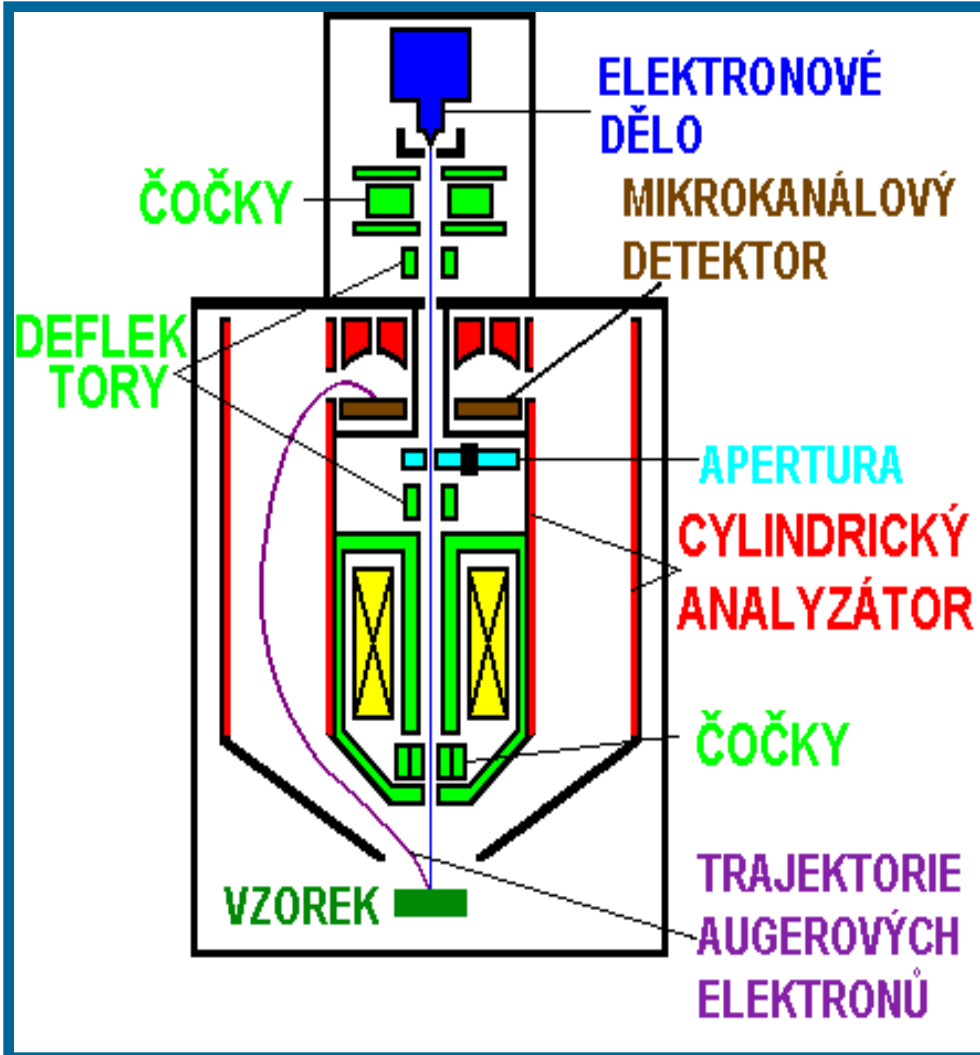 ELEKTRONOVÉ
DĚLO
ČOČKY
MIKROKANÁLOVÝ
DETEKTOR
DEFLEK
TORY
APERTURA
CYLINDRICKÝ
ANALYZÁTOR
ČOČKY
VZOREK
TRAJEKTORIE
AUGEROVÝCH
ELEKTRONŮ